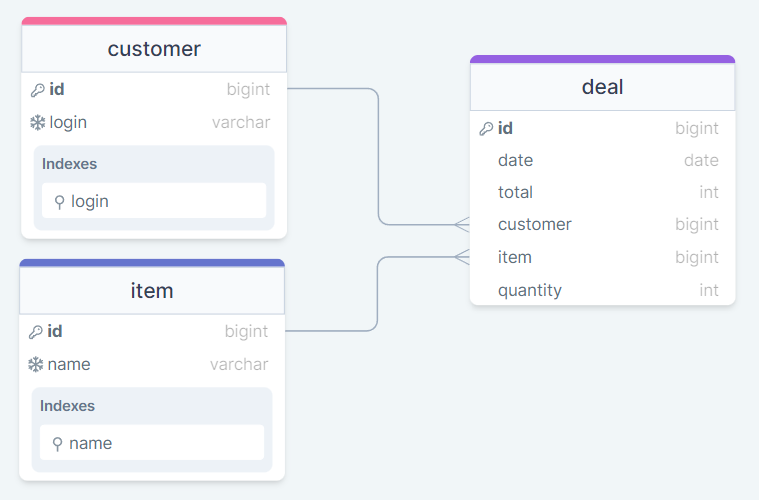 customer
id bigint
login varchar
Indexes
login
item
id bigint
name varchar
Indexes
name
deal
id bigint
date date
total int
customer bigint
item bigint
quantity int